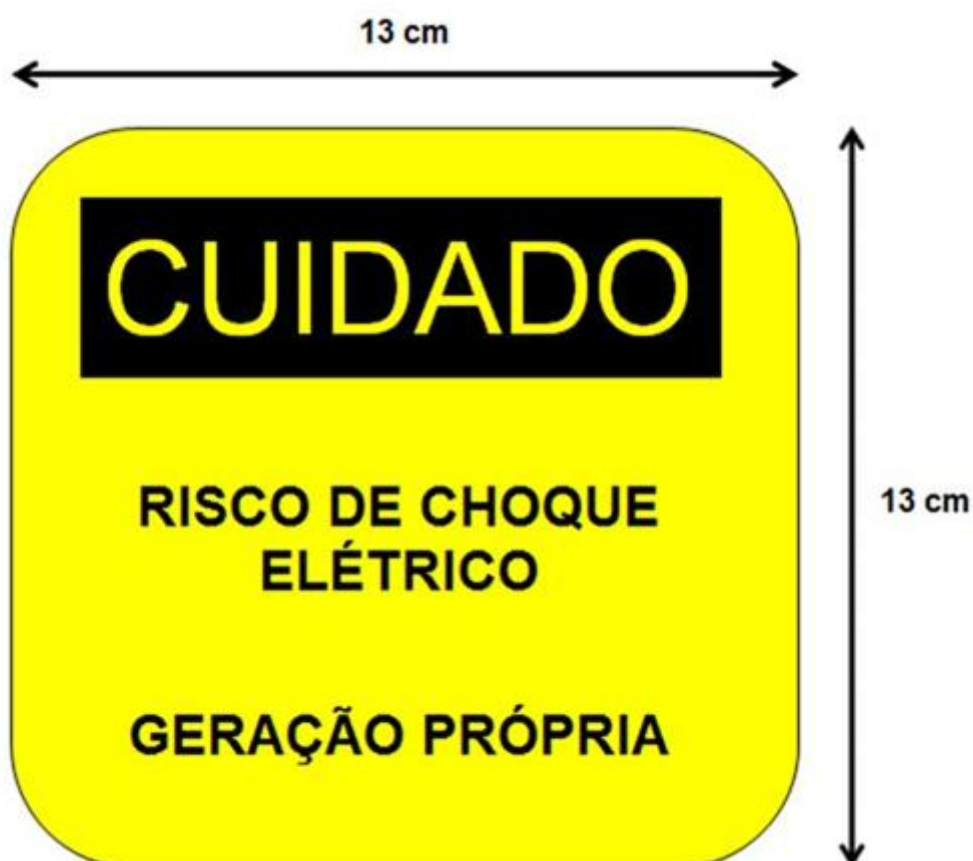 13 cm
CUIDADO
RISCO DE CHOQUE
ELÉTRICO
13 cm
GERAÇÃO PRÓPRIA